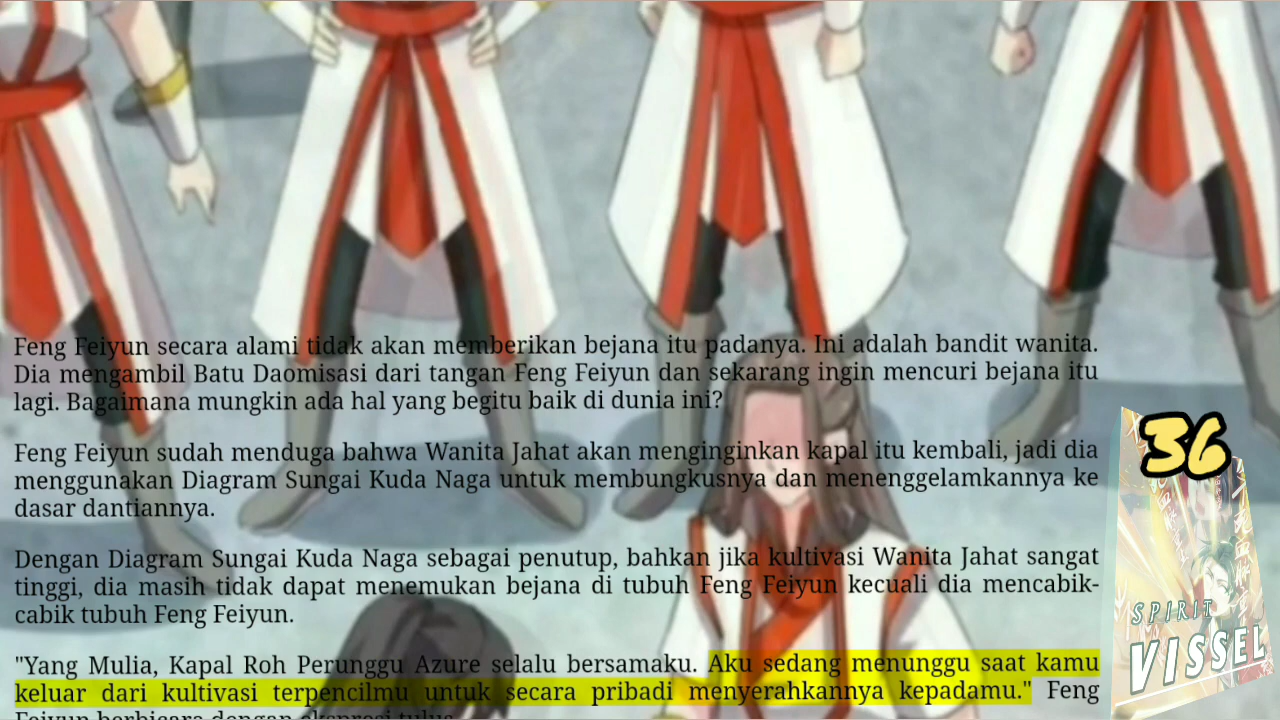 Feng Feiyun secara alami tidak akan memberikan bejana itu padanya. Ini adalah bandit wanita.
Dia mengambil Batu Daomisasi dari tangan Feng Feiyun dan sekarang ingin mencuri bejana itu
lagi. Bagaimana mungkin ada hal yang begitu baik di dunia ini?
Feng Feiyun sudah menduga bahwa Wanita Jahat akan menginginkan kapal itu kembali, jadi dia
menggunakan Diagram Sungai Kuda Naga untuk membungkusnya dan menenggelamkannya ke
dasar dantiannya.
Dengan Diagram Sungai Kuda Naga sebagai penutup, bahkan jika kultivasi Wanita Jahat sangat
tinggi, dia masih tidak dapat menemukan bejana di tubuh Feng Feiyun kecuali dia mencabik-
cabik tubuh Feng Feiyun.
"Yang Mulia, Kapal Roh Perunggu Azure selalu bersamaku. Aku sedang menunggu saat kamu
keluar dari kultivasi terpencilmu untuk secara pribadi menyerahkannya kepadamu." Feng
Feiyun berbicara dengan ekspresi tulus.
36
SPIRIT
VISSEL